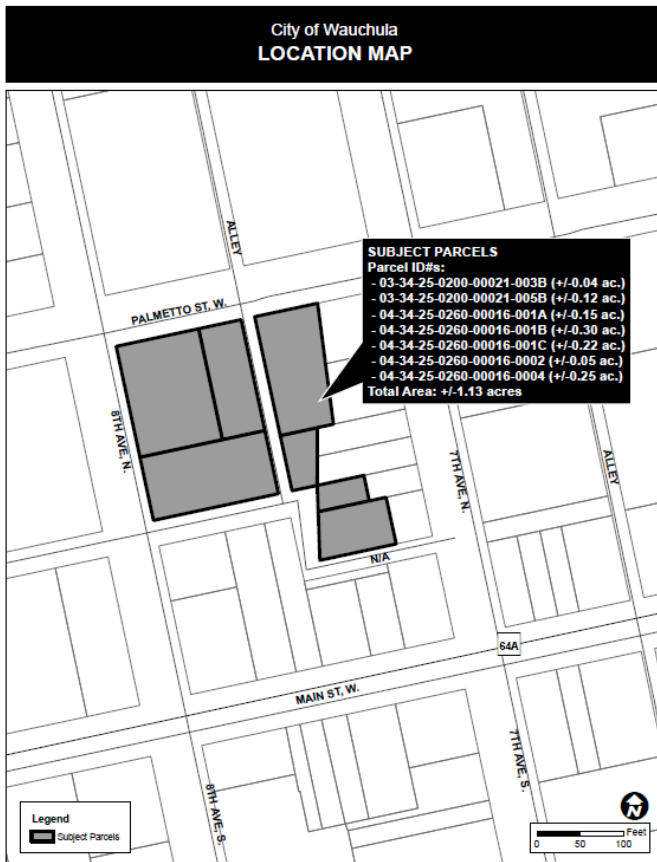 City of Wauchula
LOCATION MAP
ALLEY
SUBJECT PARCELS
Parcel ID#s:
- 03-34-25-0200-00021-003B (+/-0.04 ac.)
- 03-34-25-0200-00021-005B (+/-0.12 ac.)
- 04-34-25-0260-00016-001A (+/-0.15 ac.)
- 04-34-25-0260-00016-001B (+/-0.30 ac.)
- 04-34-25-0260-00016-001C (+/-0.22 ac.)
- 04-34-25-0260-00016-0002 (+/-0.05 ac.)
- 04-34-25-0260-00016-0004 (+/-0.25 ac.)
Total Area: +/-1.13 acres
PALMETTO ST, W.
8TH AVE, N.
7TH AVE, N.
ALLEY
N/A
64A
MAIN ST, W.
8TH AVE, S.
7TH AVE, S.
Legend
Subject Parcels
N
Feet
0 50 100